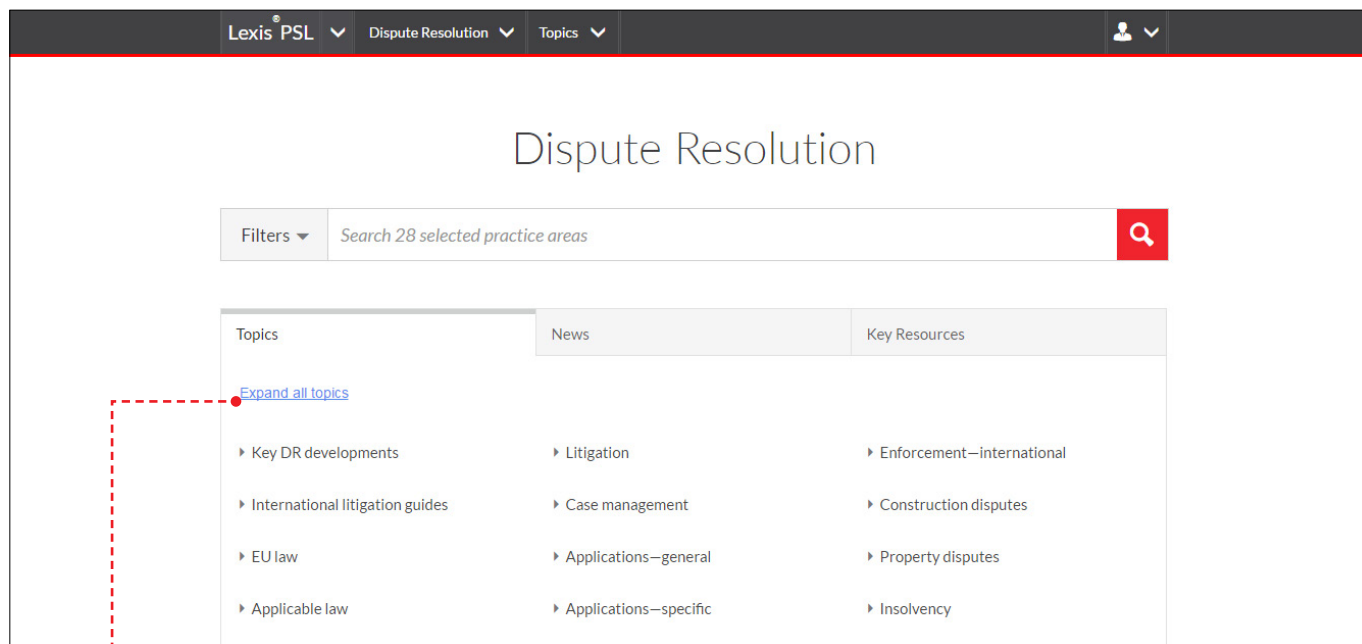 Lexis®PSL Dispute Resolution Topics
Dispute Resolution
Filters Search 28 selected practice areas
Topics News Key Resources
Expand all topics
Key DR developments Litigation Enforcement—international
International litigation guides Case management Construction disputes
EU law Applications—general Property disputes
Applicable law Applications—specific Insolvency